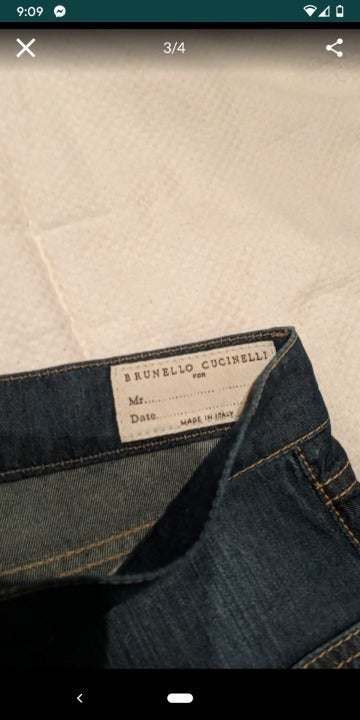 9:09
3/4
BRUNELLO CUCINELLI
FOR
Mr.......................
Date.....................
MADE IN ITALY